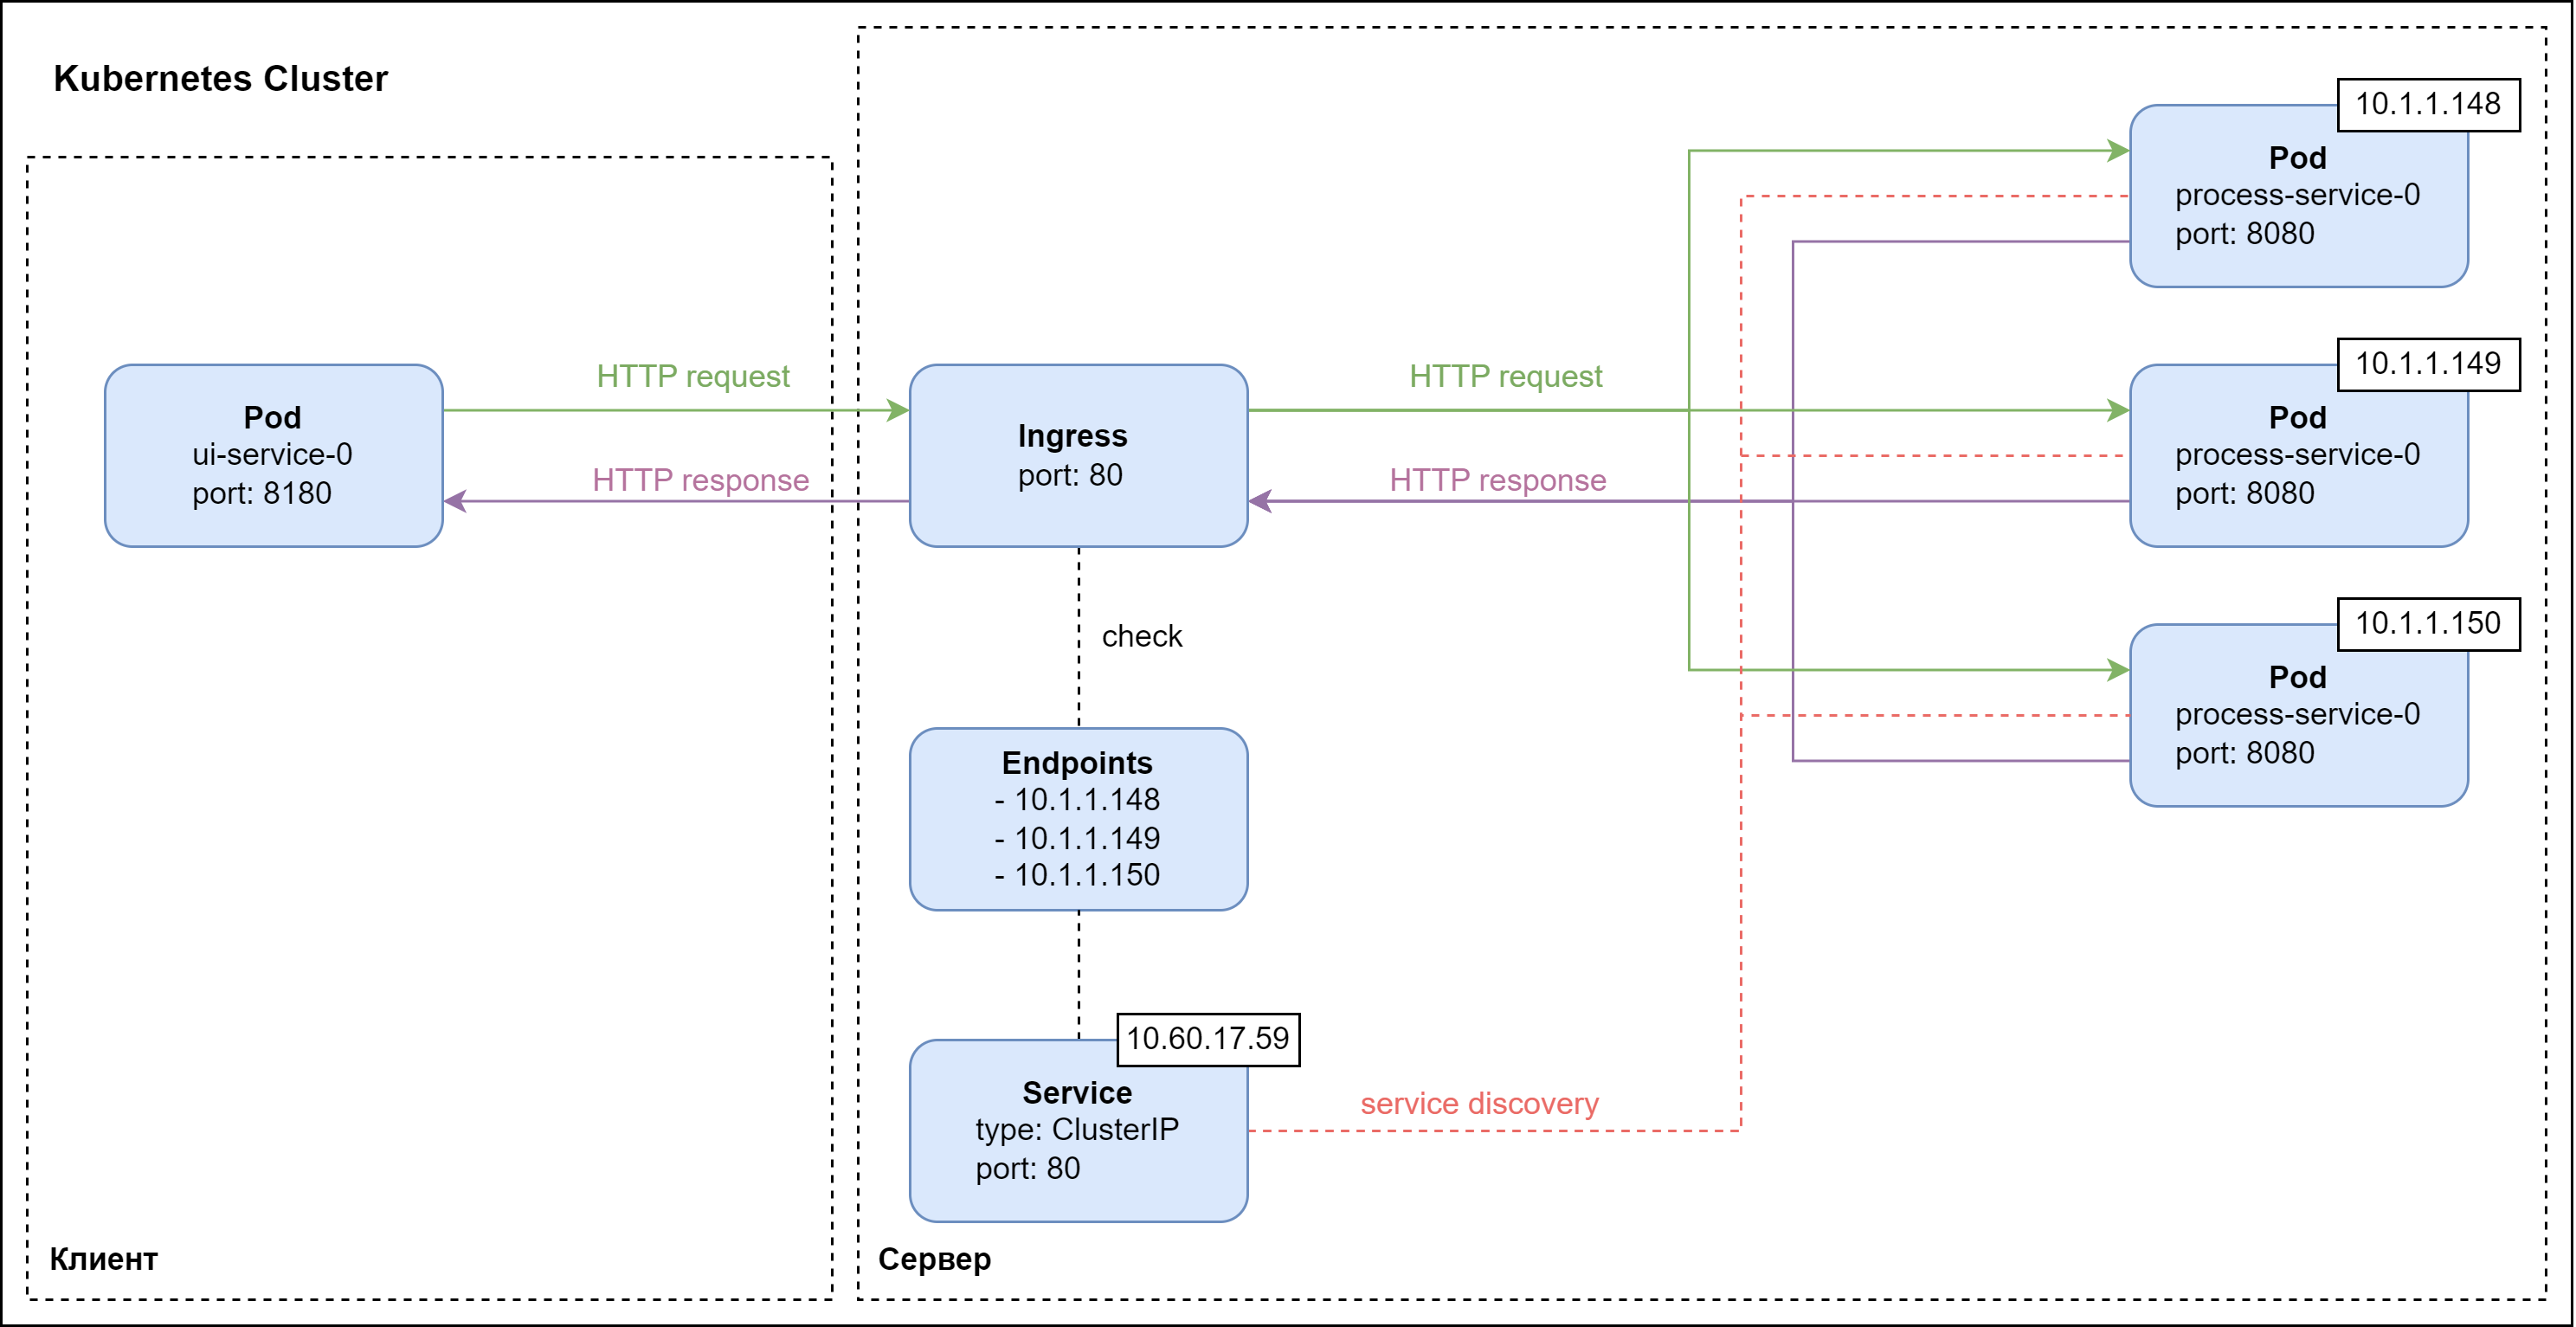 Kubernetes Cluster
10.1.1.148
Pod
process-service-0
port: 8080
HTTP request
HTTP request
10.1.1.149
Pod
ui-service-0
port: 8180
Ingress
port: 80
Pod
process-service-0
port: 8080
HTTP response
HTTP response
check
10.1.1.150
Pod
process-service-0
port: 8080
Endpoints
- 10.1.1.148
- 10.1.1.149
- 10.1.1.150
10.60.17.59
Service
type: ClusterIP
port: 80
service discovery
Клиент
Сервер